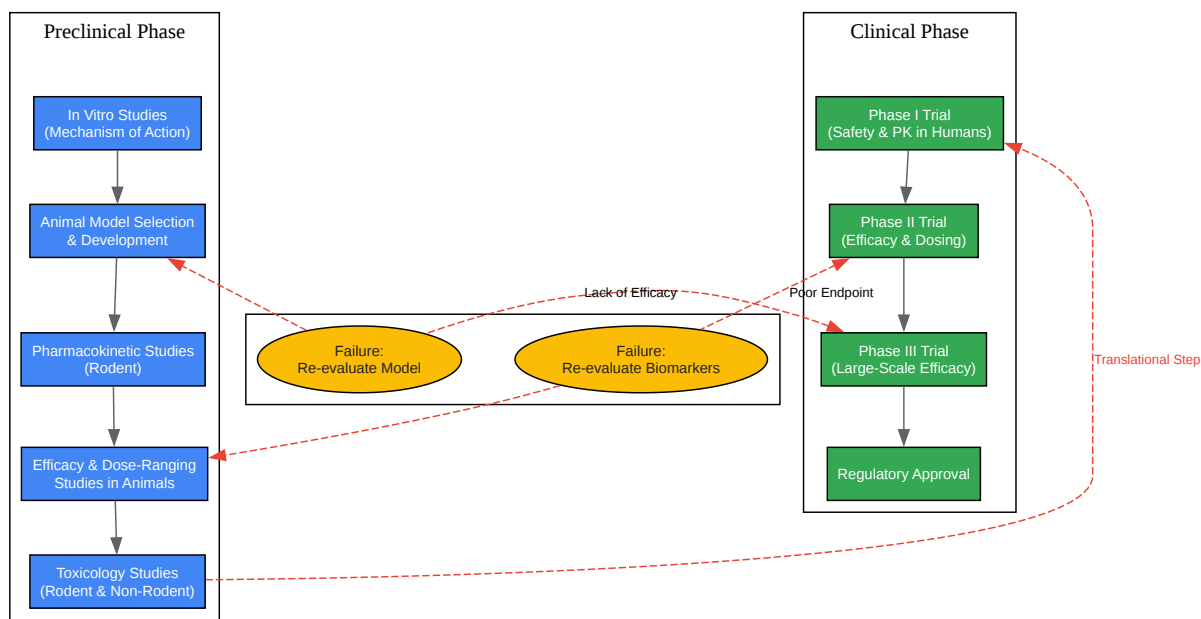 Preclinical Phase
In Vitro Studies
(Mechanism of Action)
Animal Model Selection
& Development
Pharmacokinetic Studies
(Rodent)
Efficacy & Dose-Ranging
Studies in Animals
Toxicology Studies
(Rodent & Non-Rodent)
Lack of Efficacy
Poor Endpoint
Failure:
Re-evaluate Model
Failure:
Re-evaluate Biomarkers
Clinical Phase
Phase I Trial
(Safety & PK in Humans)
Phase II Trial
(Efficacy & Dosing)
Phase III Trial
(Large-Scale Efficacy)
Regulatory Approval
Translational Step